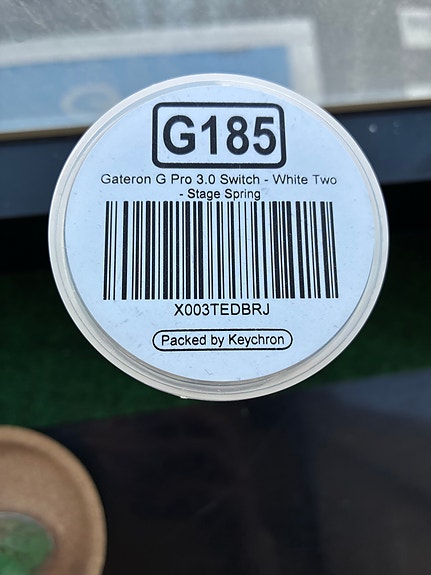 G185
Gateron G Pro 3.0 Switch - White Two
- Stage Spring
X003TEDBRJ
Packed by Keychron